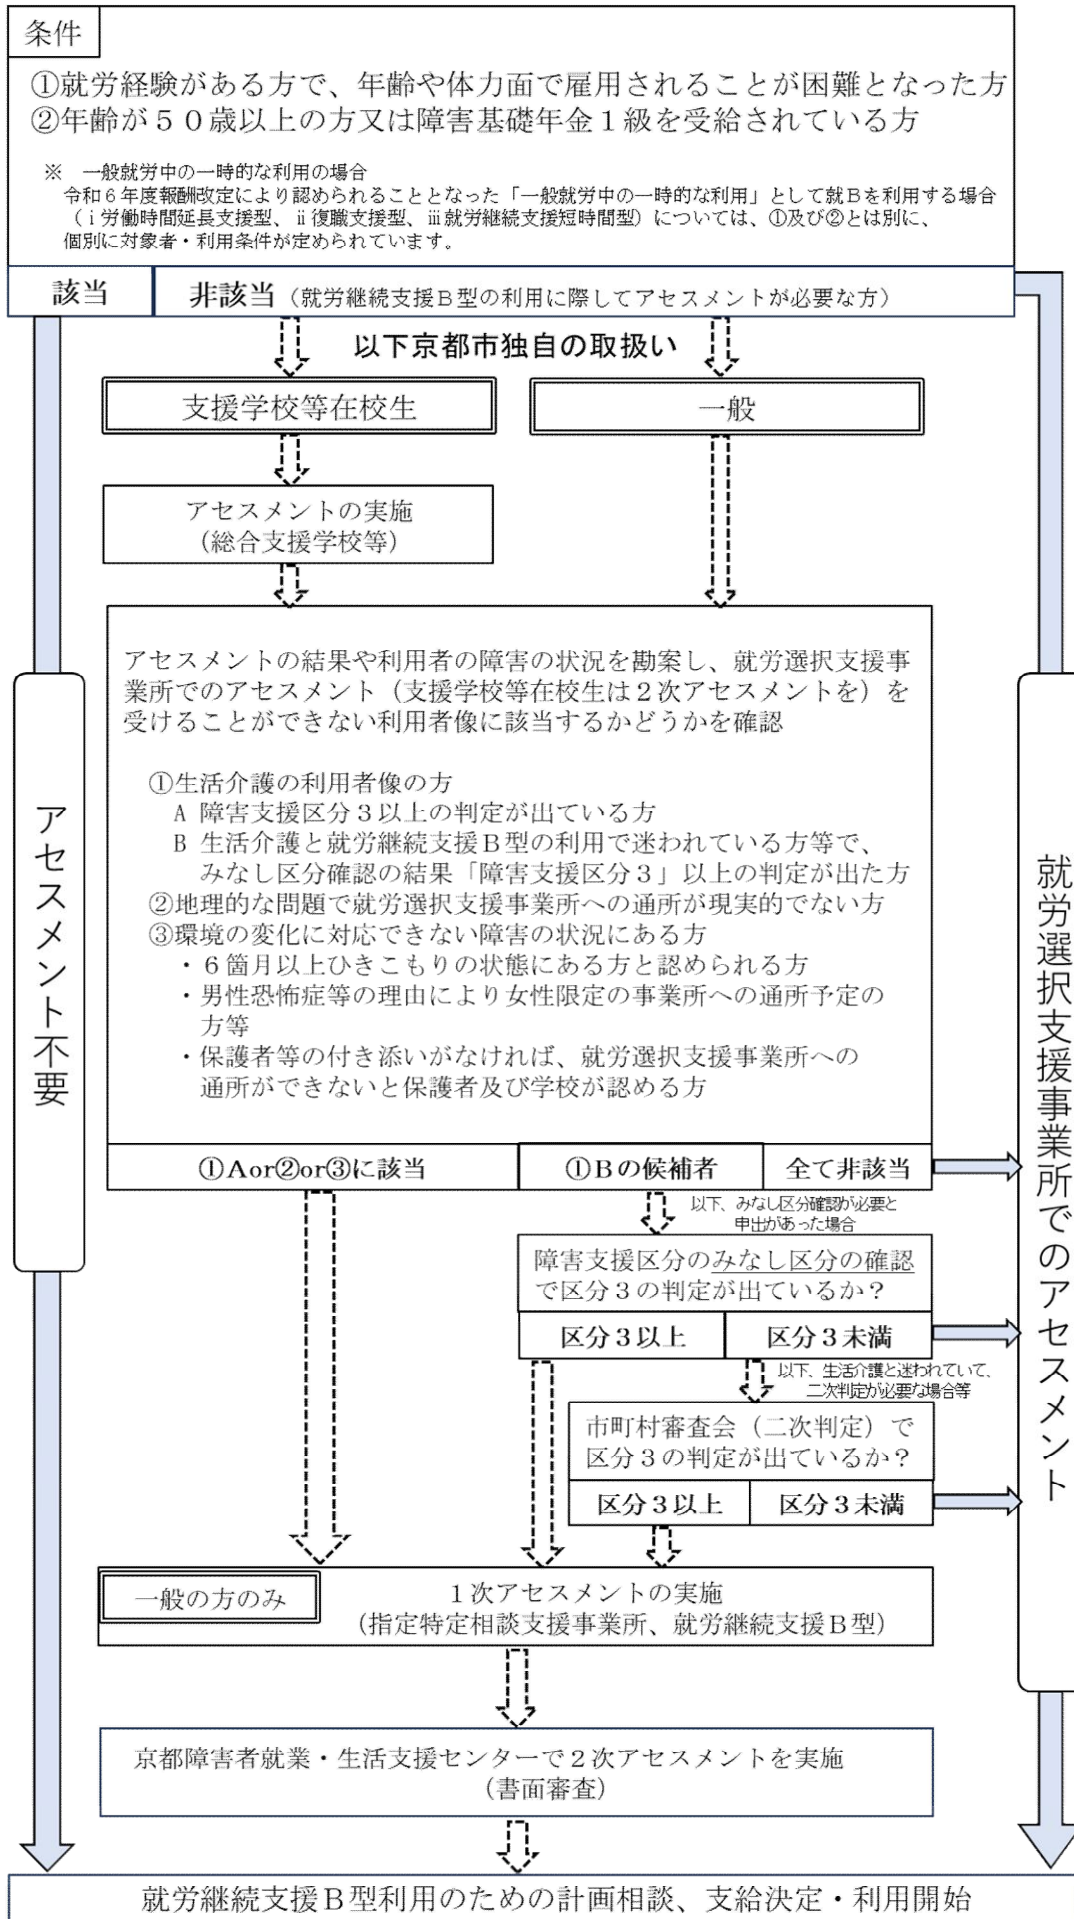 条件
①就労経験がある方で、年齢や体力面で雇用されることが困難となった方
②年齢が５０歳以上の方又は障害基礎年金１級を受給されている方
※　一般就労中の一時的な利用の場合
令和６年度報酬改定により認められることとなった「一般就労中の一時的な利用」として就Ｂを利用する場合
（ⅰ労働時間延長支援型、ⅱ復職支援型、ⅲ就労継続支援短時間型）については、①及び②とは別に、
個別に対象者・利用条件が定められています。
該当
非該当（就労継続支援Ｂ型の利用に際してアセスメントが必要な方）
以下京都市独自の取扱い
支援学校等在校生
一般
アセスメントの実施
（総合支援学校等）
アセスメントの結果や利用者の障害の状況を勘案し、就労選択支援事
業所でのアセスメント（支援学校等在校生は２次アセスメントを）を
受けることができない利用者像に該当するかどうかを確認
①生活介護の利用者像の方
A 障害支援区分３以上の判定が出ている方
B 生活介護と就労継続支援Ｂ型の利用で迷われている方等で、
みなし区分確認の結果「障害支援区分３」以上の判定が出た方
②地理的な問題で就労選択支援事業所への通所が現実的でない方
③環境の変化に対応できない障害の状況にある方
・６箇月以上ひきこもりの状態にある方と認められる方
・男性恐怖症等の理由により女性限定の事業所への通所予定の
方等
・保護者等の付き添いがなければ、就労選択支援事業所への
通所ができないと保護者及び学校が認める方
①Aor②or③に該当
①Ｂの候補者
全て非該当
以下、みなし区分確認が必要と
申出があった場合
障害支援区分のみなし区分の確認
で区分３の判定が出ているか？
区分３以上
区分３未満
以下、生活介護と迷われていて、
二次判定が必要な場合等
市町村審査会（二次判定）で
区分３の判定が出ているか？
区分３以上
区分３未満
一般の方のみ
１次アセスメントの実施
（指定特定相談支援事業所、就労継続支援Ｂ型）
京都障害者就業・生活支援センターで２次アセスメントを実施
（書面審査）
就労継続支援Ｂ型利用のための計画相談、支給決定・利用開始
アセスメント不要
就労選択支援事業所でのアセスメント